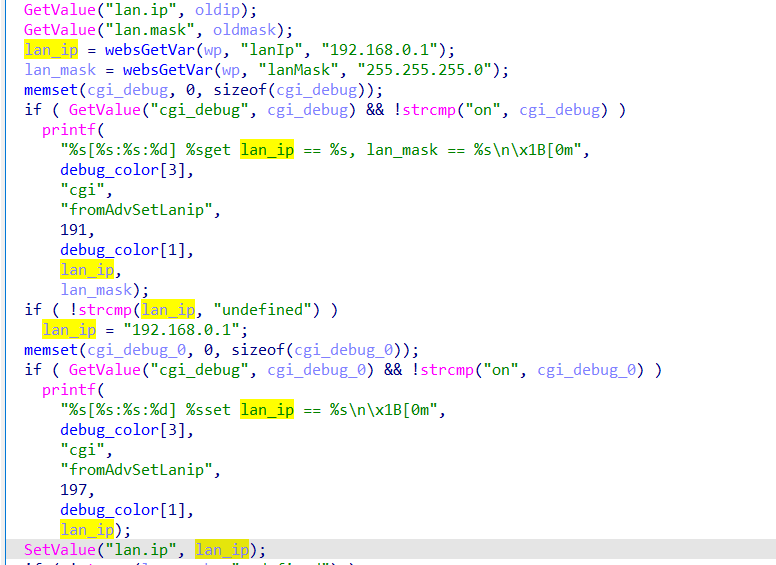 GetValue("lan.ip", oldip);
GetValue("lan.mask", oldmask);
lan_ip = websGetVar(wp, "lanIp", "192.168.0.1");
lan_mask = websGetVar(wp, "lanMask", "255.255.255.0");
memset(cgi_debug, 0, sizeof(cgi_debug));
if ( GetValue("cgi_debug", cgi_debug) && !strcmp("on", cgi_debug) )
printf(
"%s[%s:%s:%d] %sget lan_ip == %s, lan_mask == %s\n\x1B[0m",
debug_color[3],
"cgi",
"fromAdvSetLanip",
191,
debug_color[1],
lan_ip,
lan_mask);
if ( !strcmp(lan_ip, "undefined") )
lan_ip = "192.168.0.1";
memset(cgi_debug_0, 0, sizeof(cgi_debug_0));
if ( GetValue("cgi_debug", cgi_debug_0) && !strcmp("on", cgi_debug_0) )
printf(
"%s[%s:%s:%d] %sset lan_ip == %s\n\x1B[0m",
debug_color[3],
"cgi",
"fromAdvSetLanip",
197,
debug_color[1],
lan_ip);
SetValue("lan.ip", lan_ip);